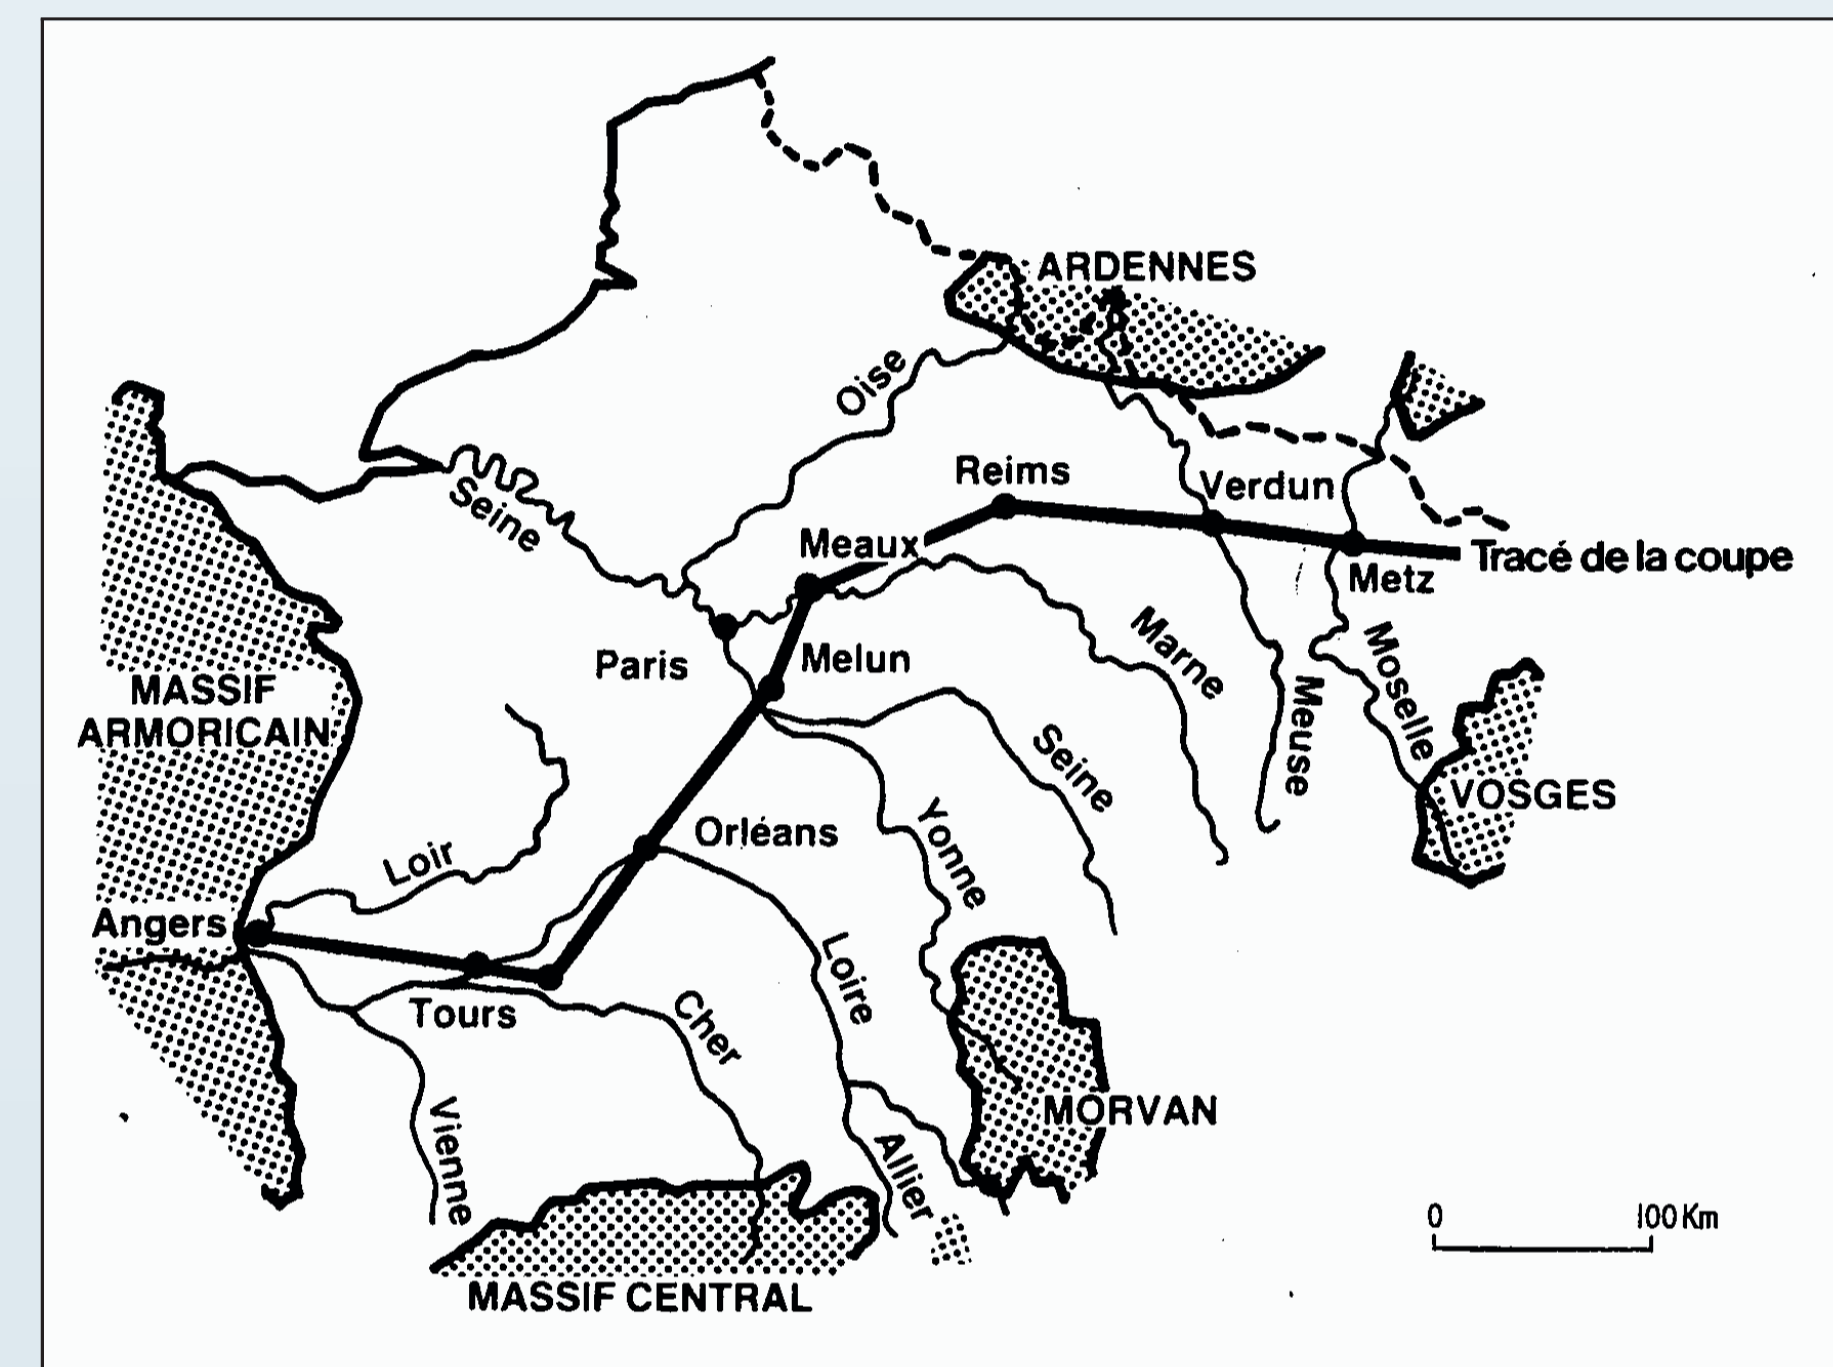 ARDENNES
Oise
Reims
Seine
Verdun
Meaux
Tracé de la coupe
Metz
Marne
Paris
Melun
Moselle
MASSIF
ARMORICAIN
Meuse
Seine
VOSGES
Orléans
Yonne
Loir
Angers
Loire
Tours
Cher
Vienne
MORVAN
Allier
0 100 Km
MASSIF CENTRAL